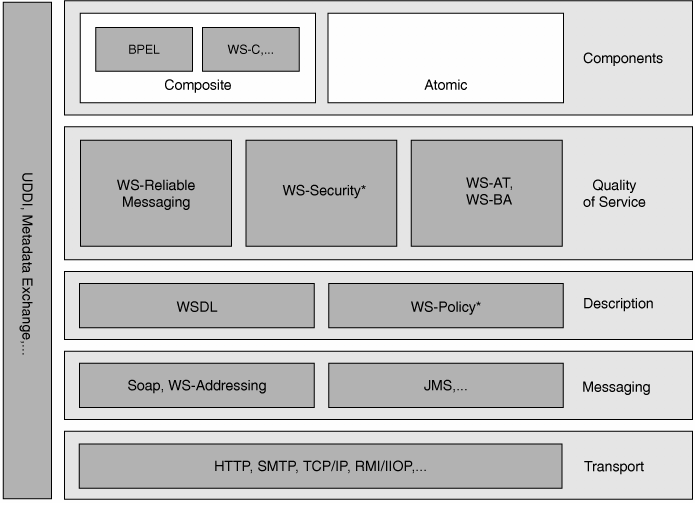 UDDI, Metadata Exchange,...
BPEL
WS-C,...
Composite
Atomic
Components
WS-Reliable
Messaging
WS-Security*
WS-AT,
WS-BA
Quality
of Service
WSDL
WS-Policy*
Description
Soap, WS-Addressing
JMS,...
Messaging
HTTP, SMTP, TCP/IP, RMI/IIOP,...
Transport